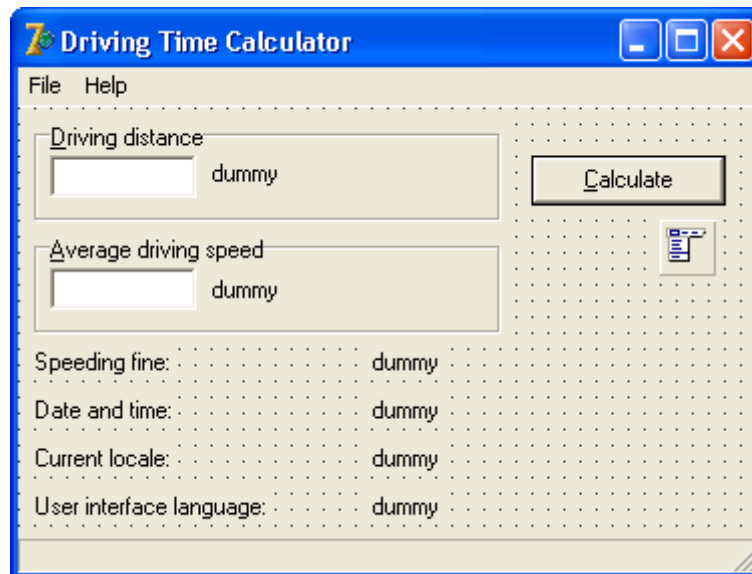 Driving Time Calculator
File Help
Driving distance
dummy
Calculate
Average driving speed
dummy
Speeding fine: dummy
Date and time: dummy
Current locale: dummy
User interface language: dummy